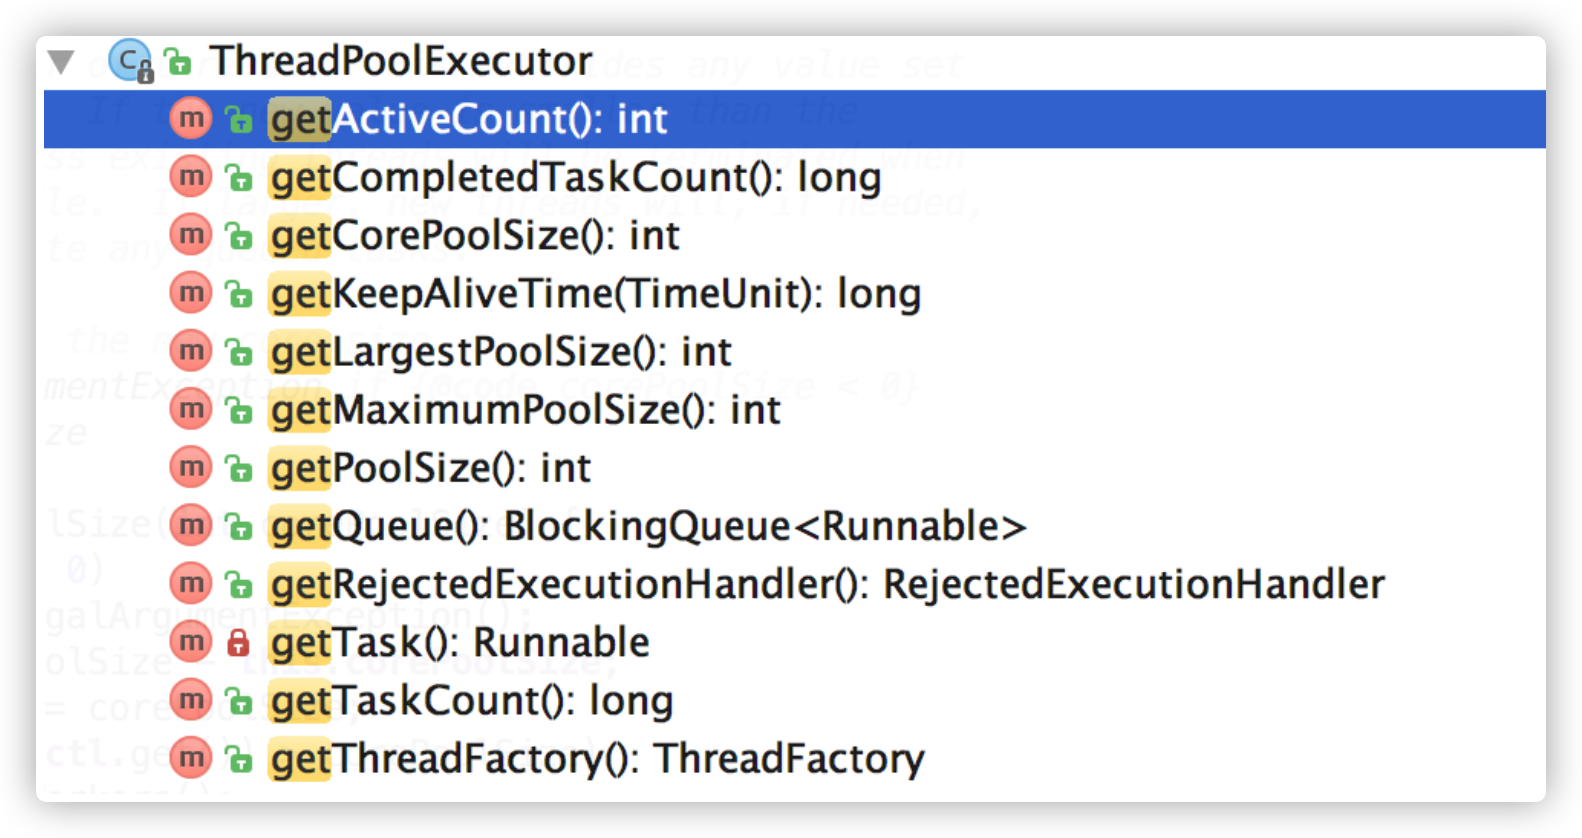 ThreadPoolExecutor
getActiveCount(): int
getCompletedTaskCount(): long
getCorePoolSize(): int
getKeepAliveTime(TimeUnit): long
getLargestPoolSize(): int
getMaximumPoolSize(): int
getPoolSize(): int
getQueue(): BlockingQueue<Runnable>
getRejectedExecutionHandler(): RejectedExecutionHandler
getTask(): Runnable
getTaskCount(): long
getThreadFactory(): ThreadFactory